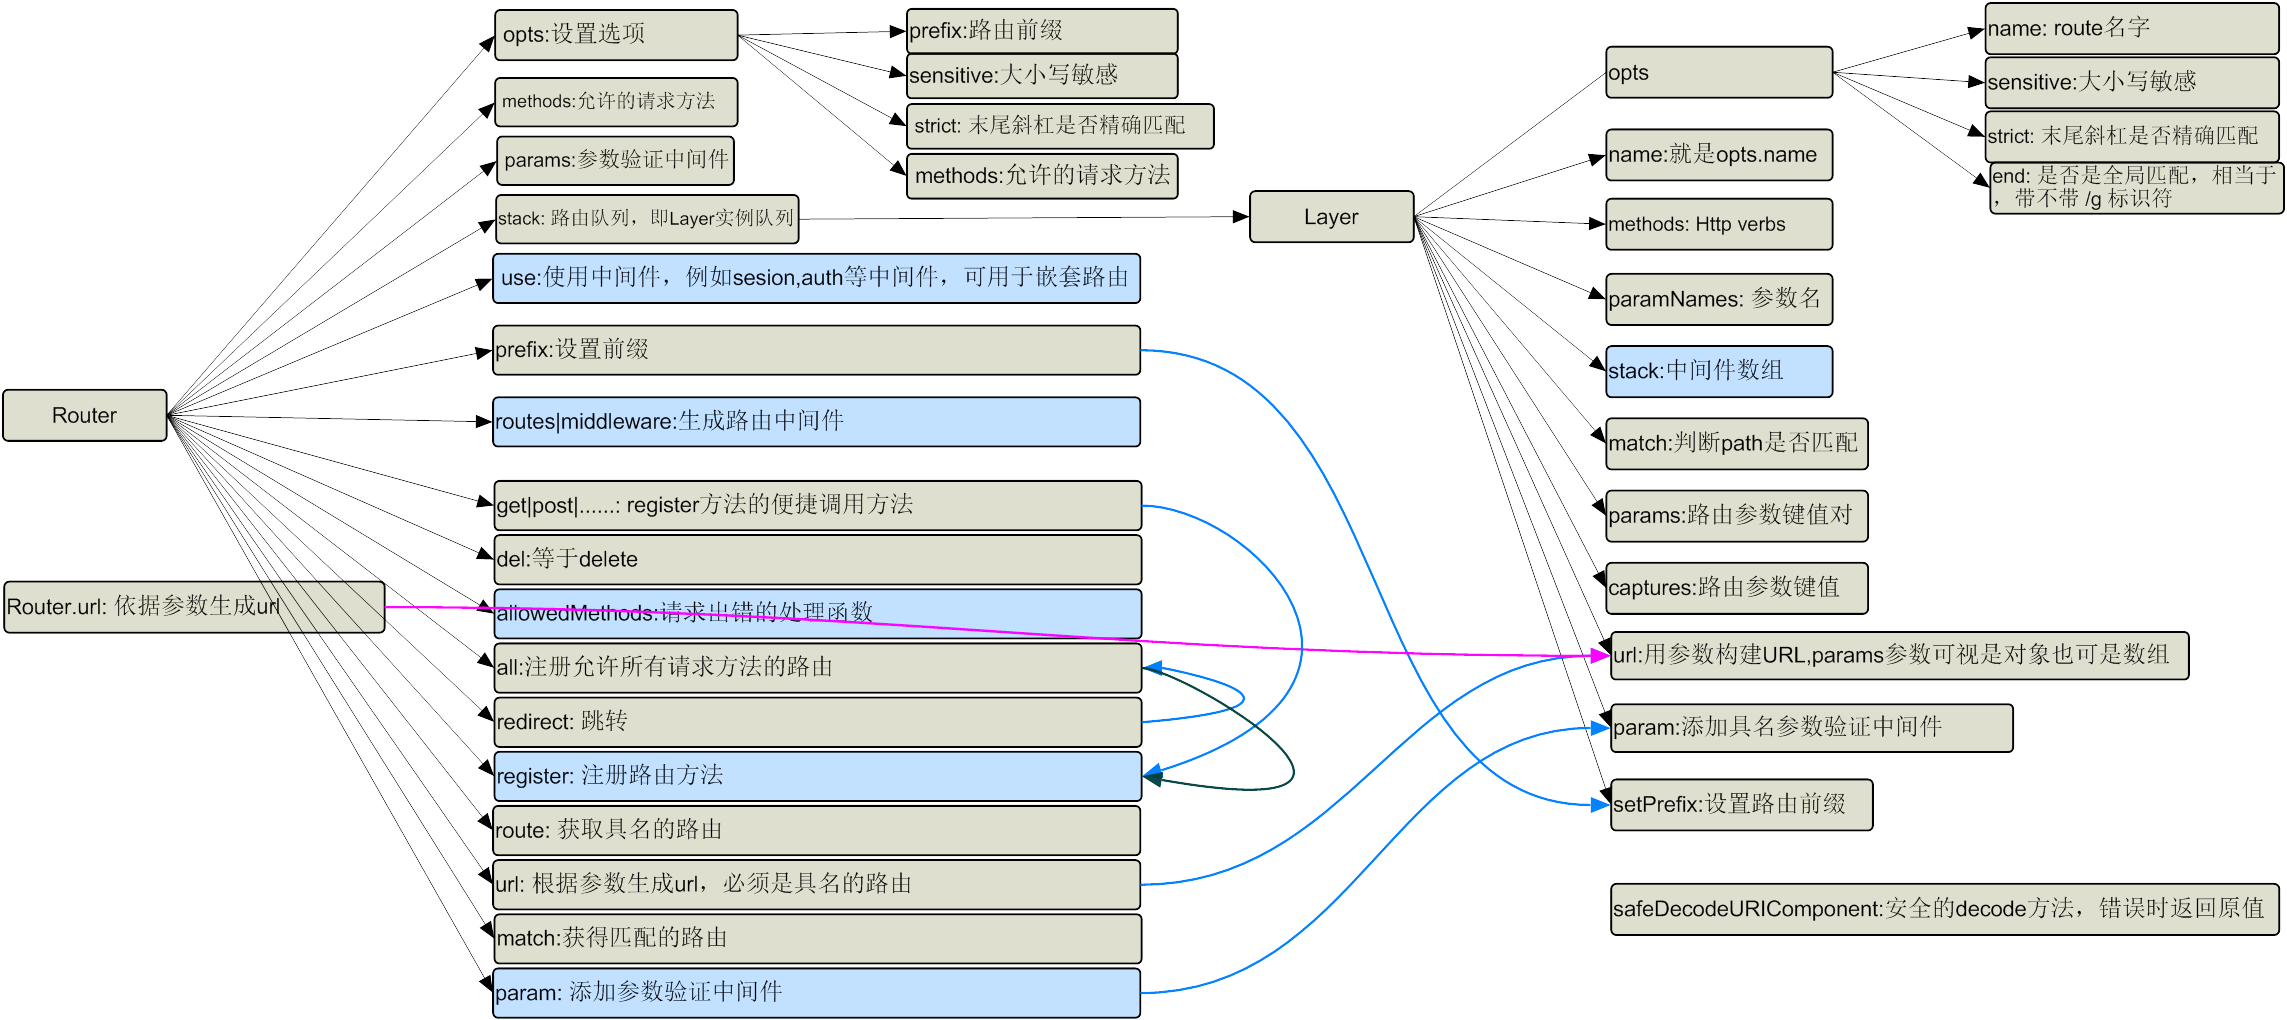 Router
Router.url: 依据参数生成url
opts:设置选项
methods:允许的请求方法
params:参数验证中间件
stack: 路由队列，即Layer实例队列
use:使用中间件，例如sesion,auth等中间件，可用于嵌套路由
prefix:设置前缀
routes|middleware:生成路由中间件
get|post|......: register方法的便捷调用方法
del:等于delete
allowedMethods:请求出错的处理函数
all:注册允许所有请求方法的路由
redirect: 跳转
register: 注册路由方法
route: 获取具名的路由
url: 根据参数生成url，必须是具名的路由
match:获得匹配的路由
param: 添加参数验证中间件
prefix:路由前缀
sensitive:大小写敏感
strict: 末尾斜杠是否精确匹配
methods:允许的请求方法
Layer
opts
name:就是opts.name
methods: Http verbs
paramNames: 参数名
stack:中间件数组
match:判断path是否匹配
params:路由参数键值对
captures:路由参数键值
url:用参数构建URL,params参数可视是对象也可是数组
param:添加具名参数验证中间件
setPrefix:设置路由前缀
safeDecodeURIComponent:安全的decode方法，错误时返回原值
name: route名字
sensitive:大小写敏感
strict: 末尾斜杠是否精确匹配
end: 是否是全局匹配，相当于
，带不带 /g 标识符